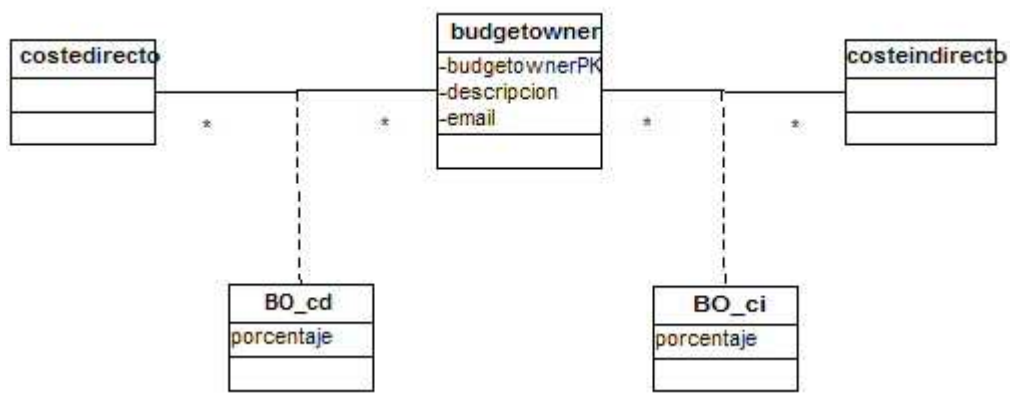 budgetowner
costedirecto
costeindirecto
-budgetownerPK
-descripcion
-email
*
*
*
*
BO_cd
BO_ci
porcentaje
porcentaje